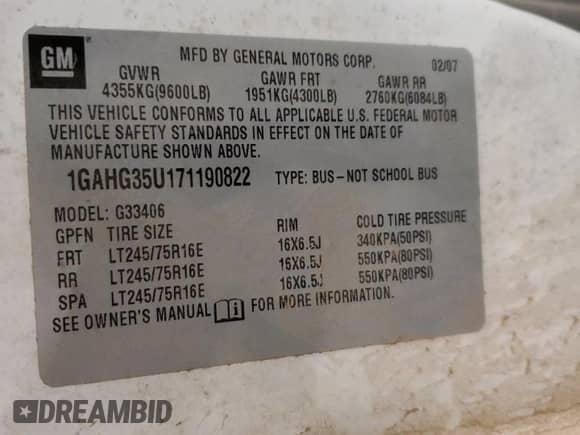 GM
MFD BY GENERAL MOTORS CORP. 02/07
GVWR GAWR FRT GAWR RR
4355KG(9600LB) 1951KG(4300LB) 2760KG(6084LB)
THIS VEHICLE CONFORMS TO ALL APPLICABLE U.S. FEDERAL MOTOR
VEHICLE SAFETY STANDARDS IN EFFECT ON THE DATE OF
MANUFACTURE SHOWN ABOVE.
1GAHG35U171190822 TYPE: BUS-NOT SCHOOL BUS
MODEL: G33406
GPFN TIRE SIZE RIM COLD TIRE PRESSURE
FRT LT245/75R16E 16X6.5J 340KPA(50PSI)
RR LT245/75R16E 16X6.5J 550KPA(80PSI)
SPA LT245/75R16E 16X6.5J 550KPA(80PSI)
SEE OWNER'S MANUAL FOR MORE INFORMATION.
DREAMBID